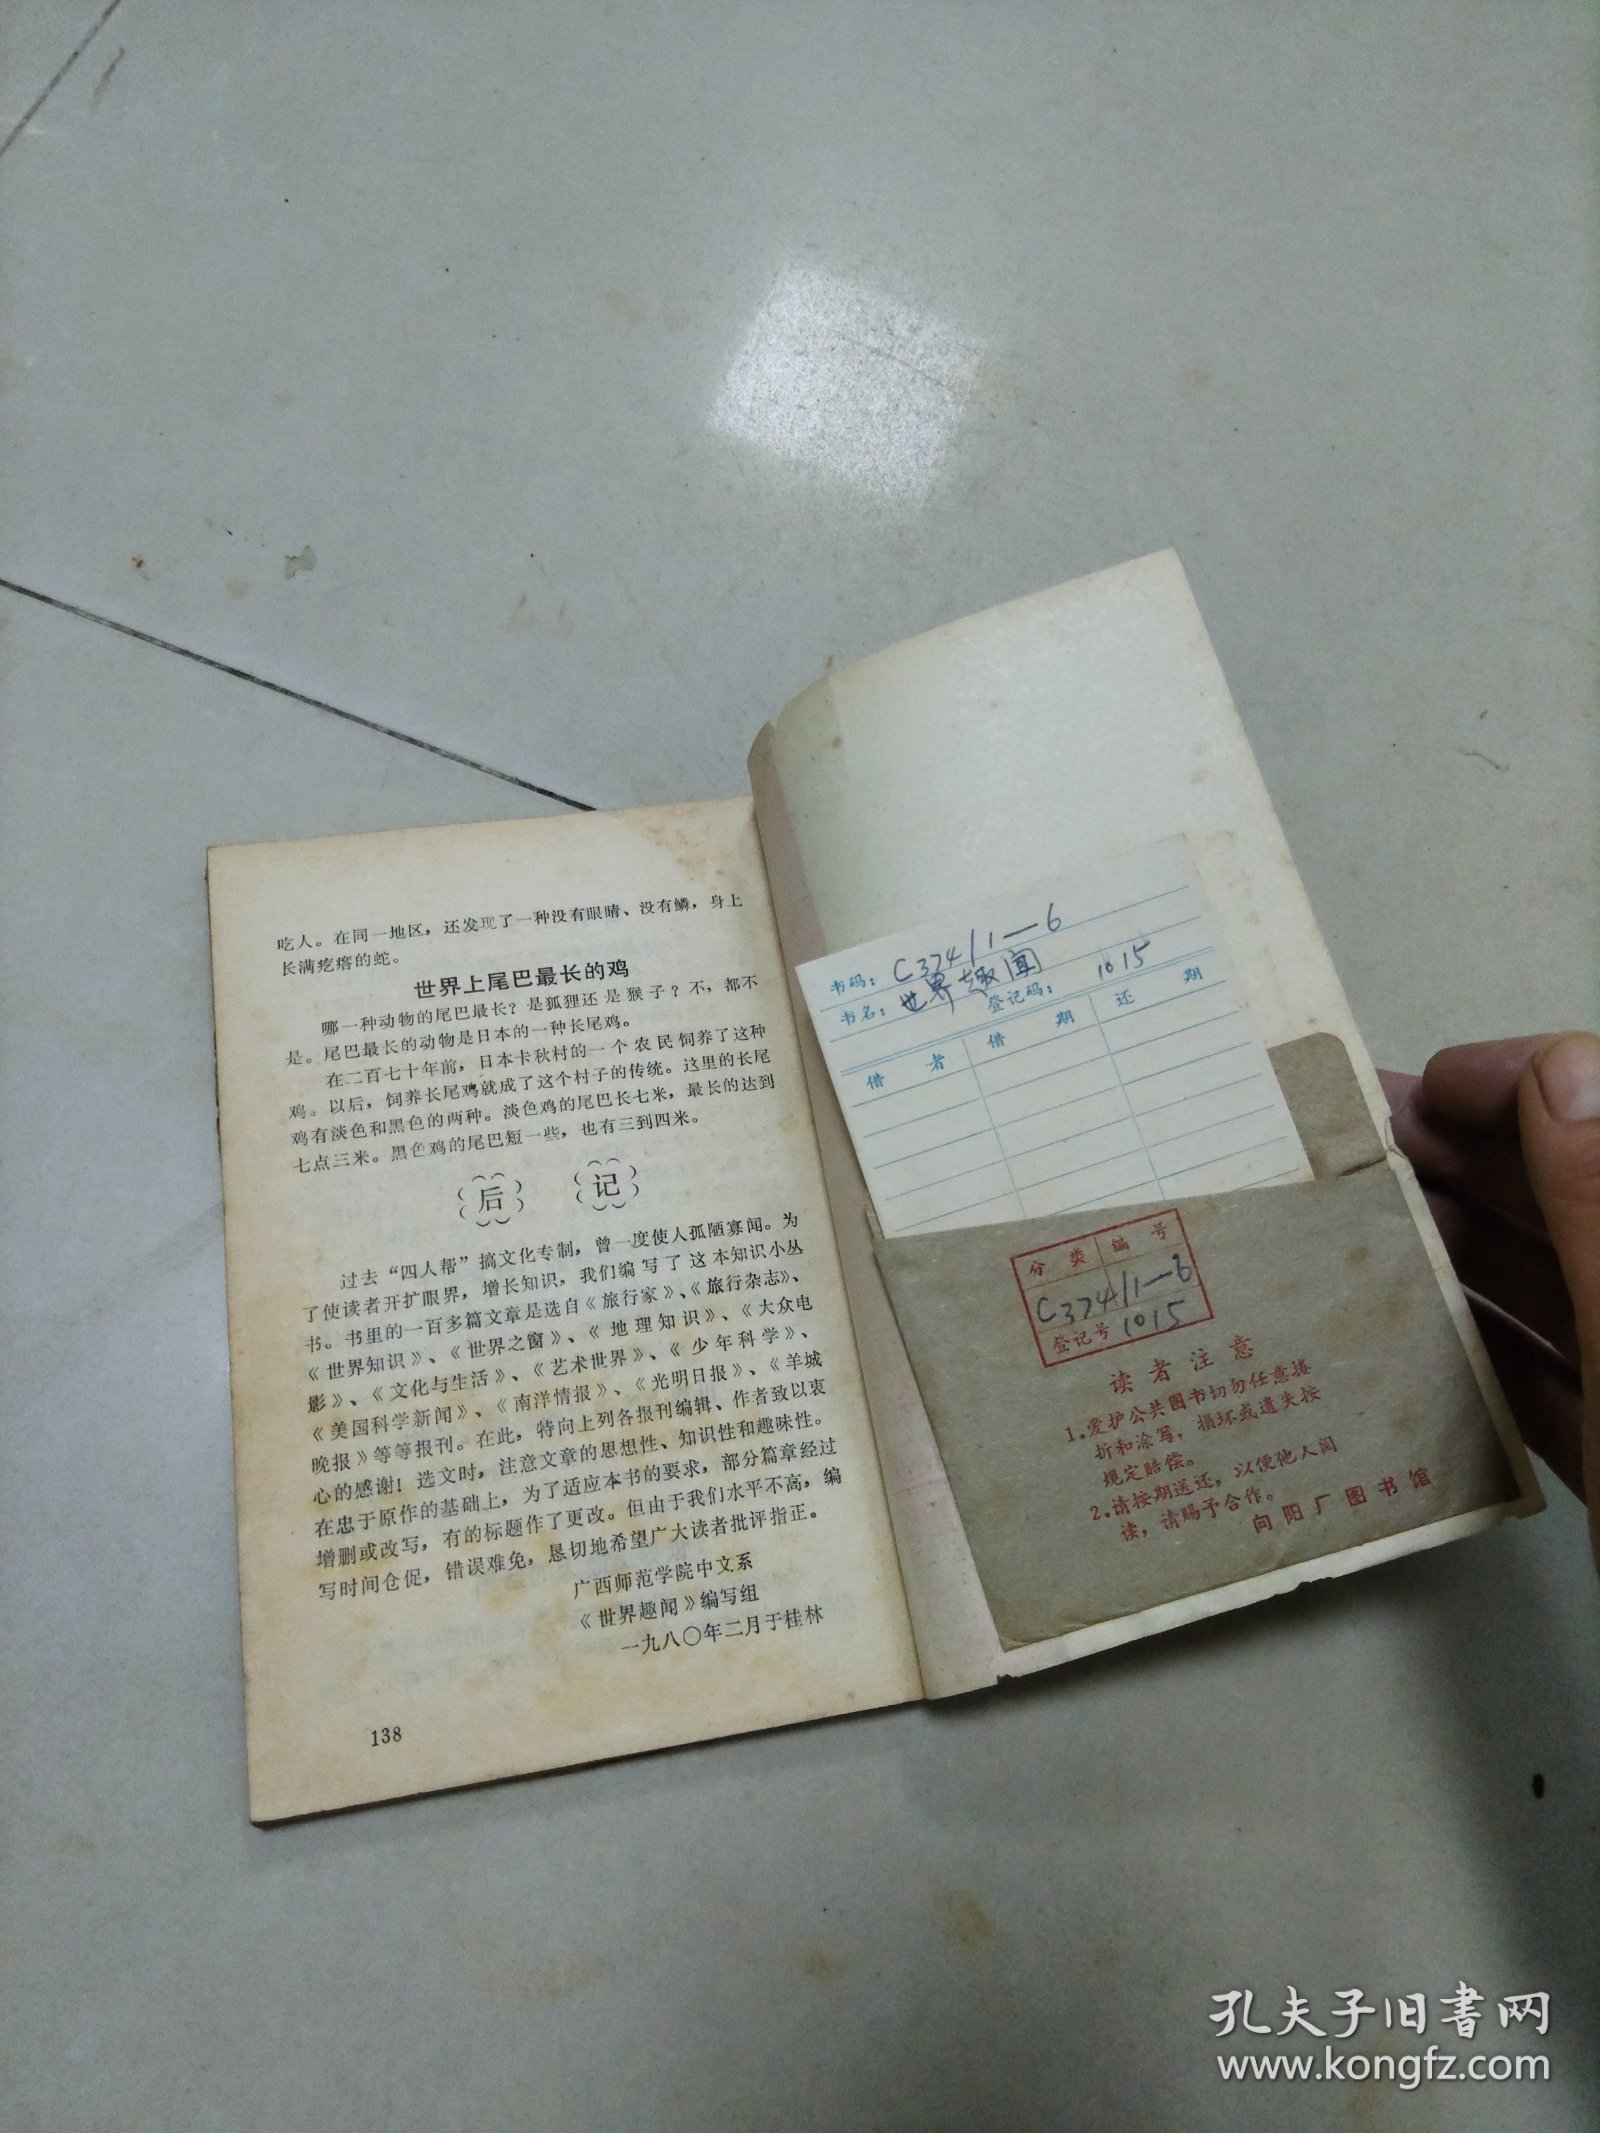 吃人。在同一地区，还发现了一种没有眼睛、没有鳞，身上
长满疙瘩的蛇。
世界上尾巴最长的鸡
哪一种动物的尾巴最长？是狐狸还是猴子？不，都不
是。尾巴最长的动物是日本的一种长尾鸡。
在二百七十年前，日本卡秋村的一个农民饲养了这种
鸡。以后，饲养长尾鸡就成了这个村子的传统。这里的长尾
鸡有淡色和黑色的两种。淡色鸡的尾巴长七米，最长的达到
七点三米。黑色鸡的尾巴短一些，也有三到四米。
后记
过去“四人帮”搞文化专制，曾一度使人孤陋寡闻。为
了使读者开扩眼界，增长知识，我们编写了这本知识小丛
书。书里的一百多篇文章是选自《旅行家》、《旅行杂志》、
《世界知识》、《世界之窗》、《地理知识》、《大众电
影》、《文化与生活》、《艺术世界》、《少年科学》、
《美国科学新闻》、《南洋情报》、《光明日报》、《羊城
晚报》等等报刊。在此，特向上列各报刊编辑、作者致以衷
心的感谢！选文时，注意文章的思想性、知识性和趣味性。
在忠于原作的基础上，为了适应本书的要求，部分篇章经过
增删或改写，有的标题作了更改。但由于我们水平不高，编
写时间仓促，错误难免，恳切地希望广大读者批评指正。
广西师范学院中文系
《世界趣闻》编写组
一九八〇年二月于桂林
138
书码：C374/1—6
书名：世界趣闻 登记码：1015
借者 借期 还期
分类编号
C374/1—6
登记号 1015
读者注意
1.爱护公共图书切勿任意捲
折和涂写，损坏或遗失按
规定赔偿。
2.请按期送还，以便他人阅
读，请赐予合作。
向阳厂图书馆
孔夫子旧书网
www.kongfz.com